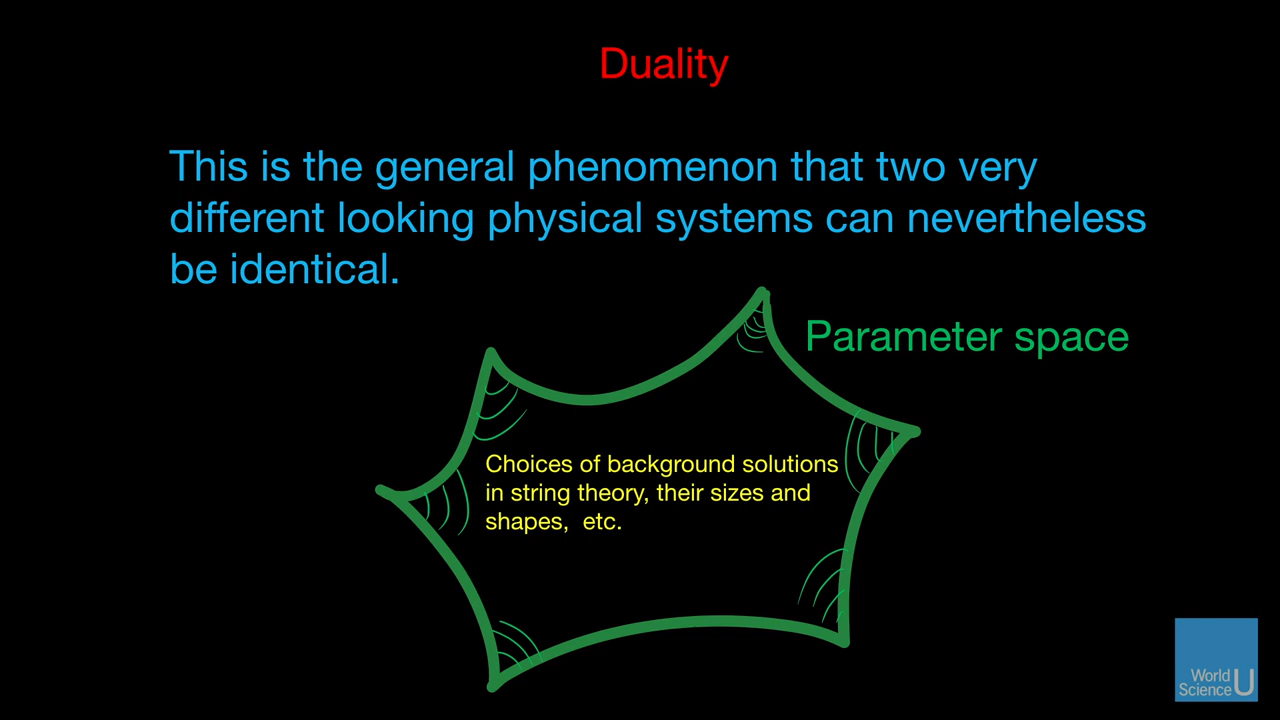 Duality
This is the general phenomenon that two very
different looking physical systems can nevertheless
be identical.
Parameter space
Choices of background solutions
in string theory, their sizes and
shapes,  etc.
World
Science U